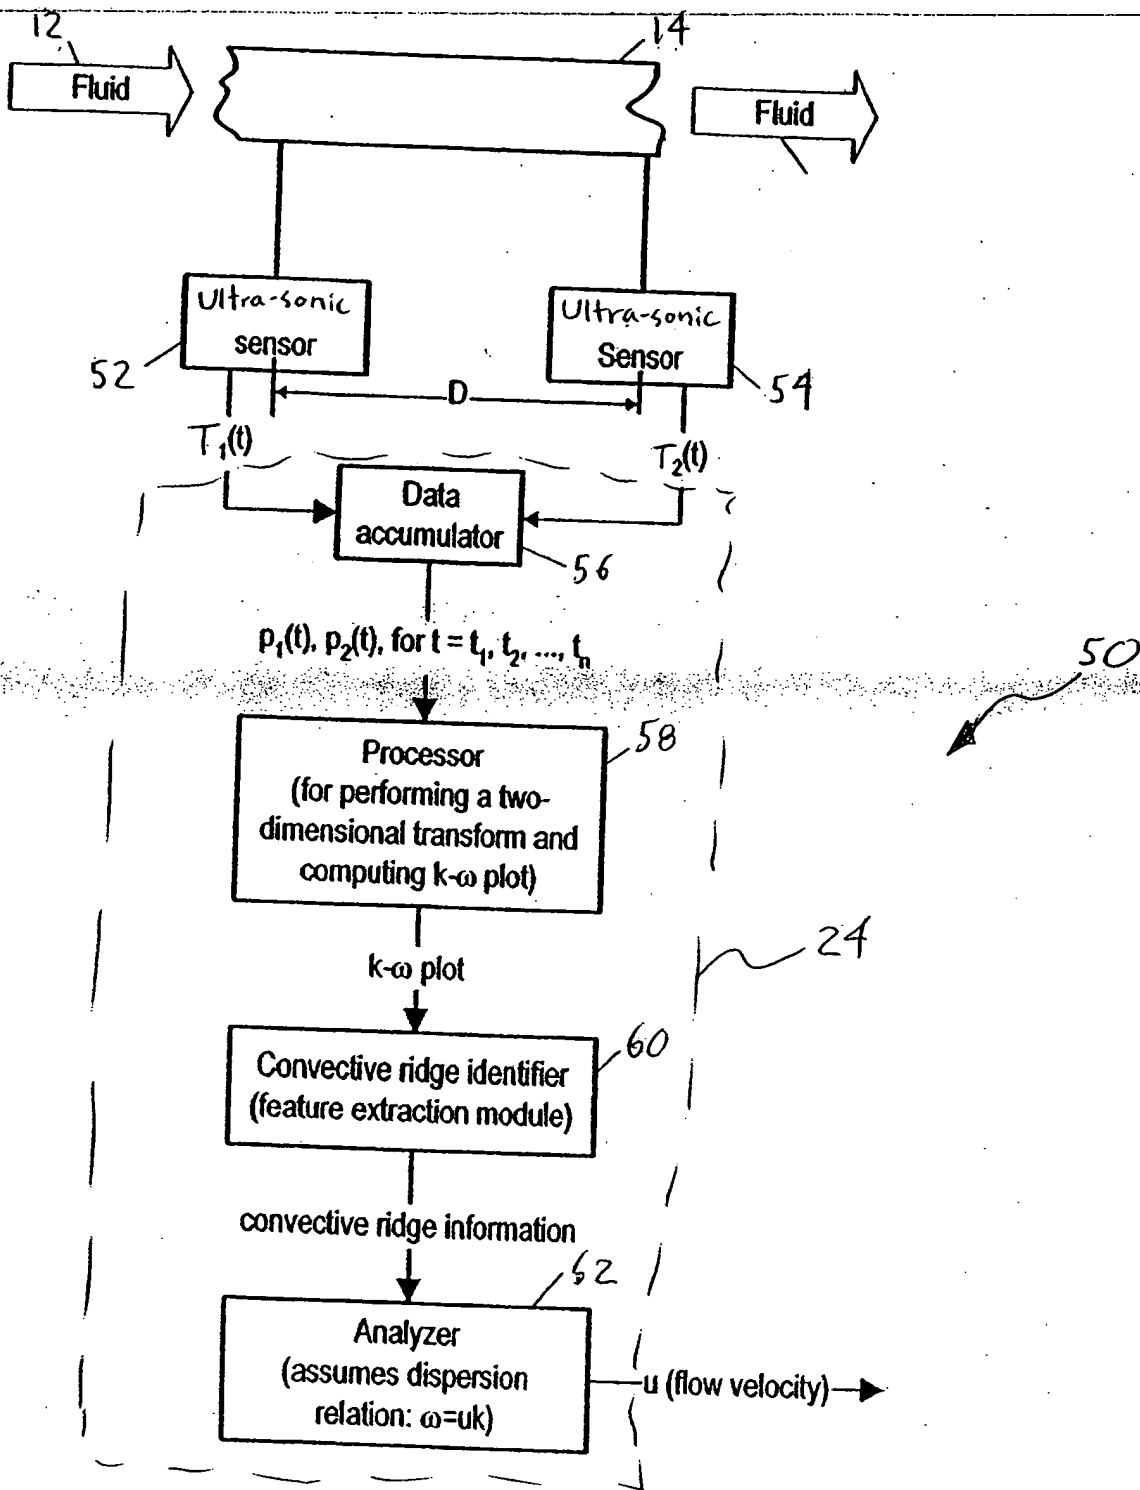 12
14
Fluid
Fluid
Ultra-sonic
sensor
Ultra-sonic
Sensor
52
54
D
T₁(t)
T₂(t)
Data
accumulator
56
p₁(t), p₂(t), for t = t₁, t₂, ..., tₙ
50
58
Processor
(for performing a two-
dimensional transform and
computing k-ω plot)
24
k-ω plot
60
Convective ridge identifier
(feature extraction module)
convective ridge information
62
Analyzer
(assumes dispersion
relation: ω=uk)
u (flow velocity)